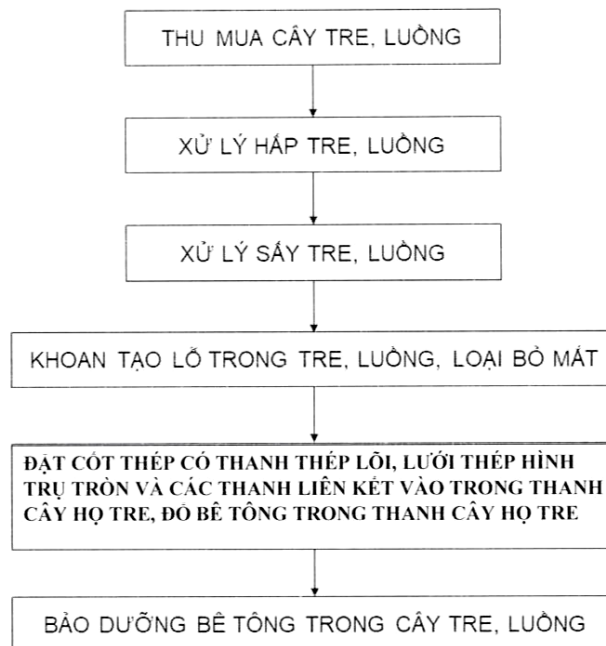 THU MUA CÂY TRE, LUỒNG
XỬ LÝ HẤP TRE, LUỒNG
XỬ LÝ SẤY TRE, LUỒNG
KHOAN TẠO LỖ TRONG TRE, LUỒNG, LOẠI BỎ MẮT
ĐẶT CỐT THÉP CÓ THANH THÉP LÕI, LƯỚI THÉP HÌNH
TRỤ TRÒN VÀ CÁC THANH LIÊN KẾT VÀO TRONG THANH
CÂY HỌ TRE, ĐỔ BÊ TÔNG TRONG THANH CÂY HỌ TRE
BẢO DƯỠNG BÊ TÔNG TRONG CÂY TRE, LUỒNG